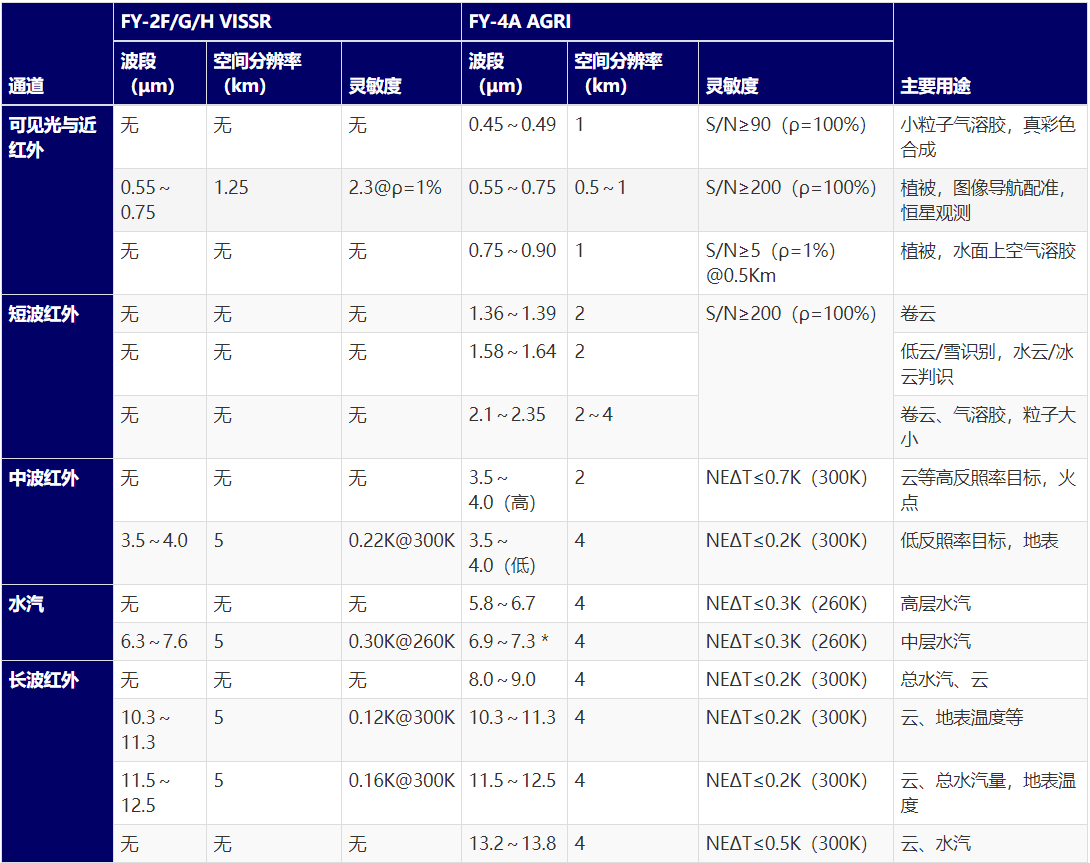 FY-2F/G/H VISSR FY-4A AGRI
通道 波段（μm） 空间分辨率（km） 灵敏度 波段（μm） 空间分辨率（km） 灵敏度 主要用途
可见光与近红外 无 无 无 0.45～0.49 1 S/N≥90（ρ=100%） 小粒子气溶胶，真彩色合成
0.55～0.75 1.25 2.3@ρ=1% 0.55～0.75 0.5～1 S/N≥200（ρ=100%） 植被，图像导航配准，恒星观测
无 无 无 0.75～0.90 1 S/N≥5（ρ=1%）@0.5Km 植被，水面上空气溶胶
短波红外 无 无 无 1.36～1.39 2 S/N≥200（ρ=100%） 卷云
无 无 无 1.58～1.64 2 低云/雪识别，水云/冰云判识
无 无 无 2.1～2.35 2～4 卷云、气溶胶，粒子大小
中波红外 无 无 无 3.5～4.0（高） 2 NEΔT≤0.7K（300K） 云等高反照率目标，火点
3.5～4.0 5 0.22K@300K 3.5～4.0（低） 4 NEΔT≤0.2K（300K） 低反照率目标，地表
水汽 无 无 无 5.8～6.7 4 NEΔT≤0.3K（260K） 高层水汽
6.3～7.6 5 0.30K@260K 6.9～7.3 * 4 NEΔT≤0.3K（260K） 中层水汽
长波红外 无 无 无 8.0～9.0 4 NEΔT≤0.2K（300K） 总水汽、云
10.3～11.3 5 0.12K@300K 10.3～11.3 4 NEΔT≤0.2K（300K） 云、地表温度等
11.5～12.5 5 0.16K@300K 11.5～12.5 4 NEΔT≤0.2K（300K） 云、总水汽量，地表温度
无 无 无 13.2～13.8 4 NEΔT≤0.5K（300K） 云、水汽